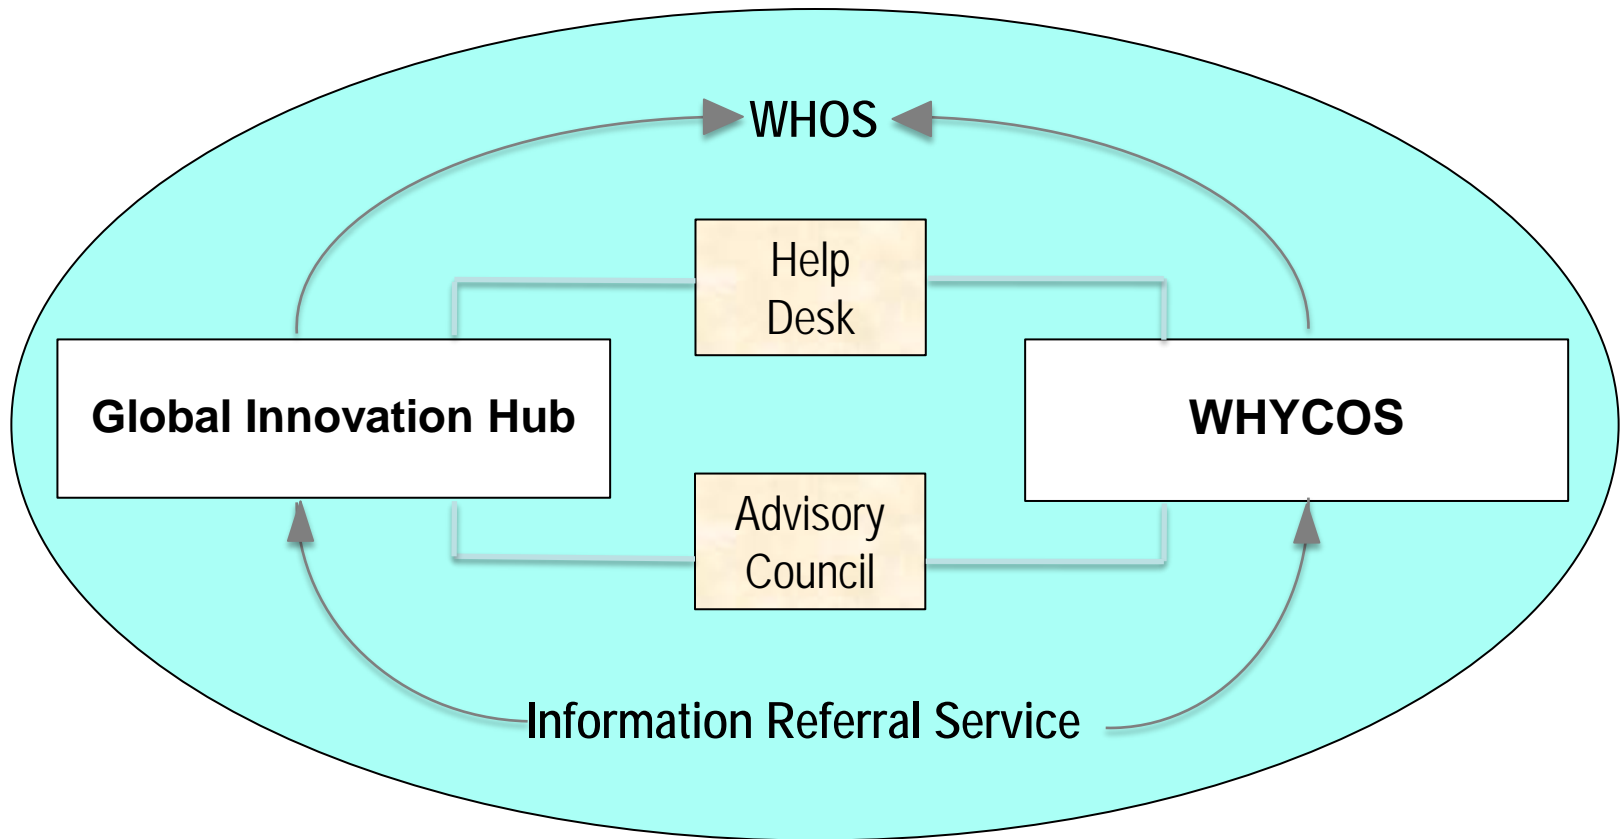 WHOS
Help
Desk
Global Innovation Hub
WHYCOS
Advisory
Council
Information Referral Service